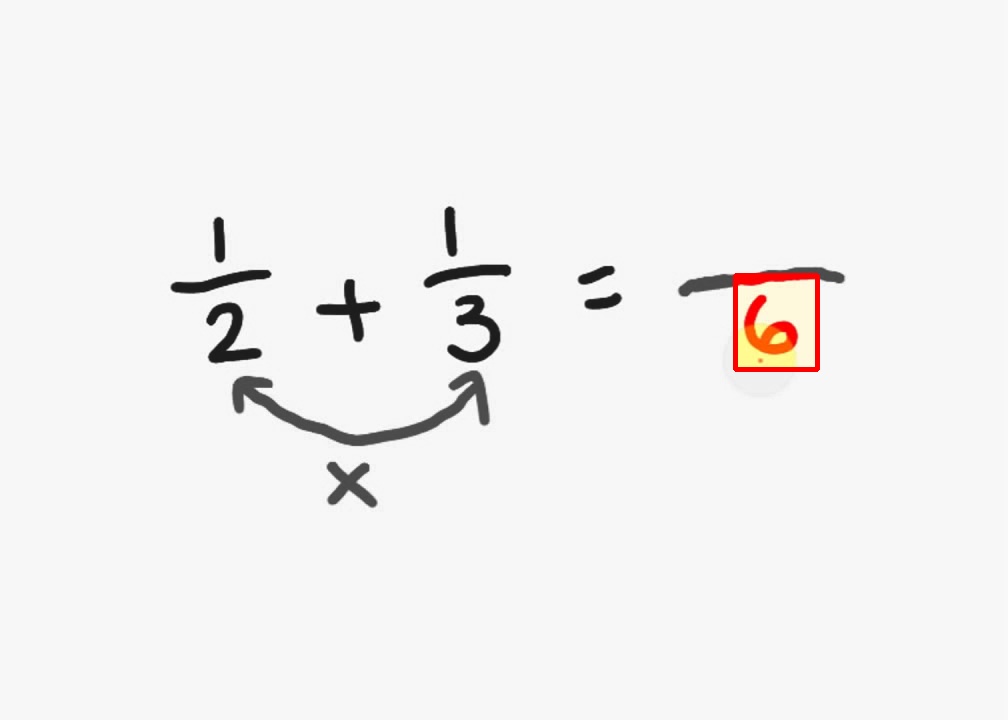 1/2 + 1/3 = /6
x